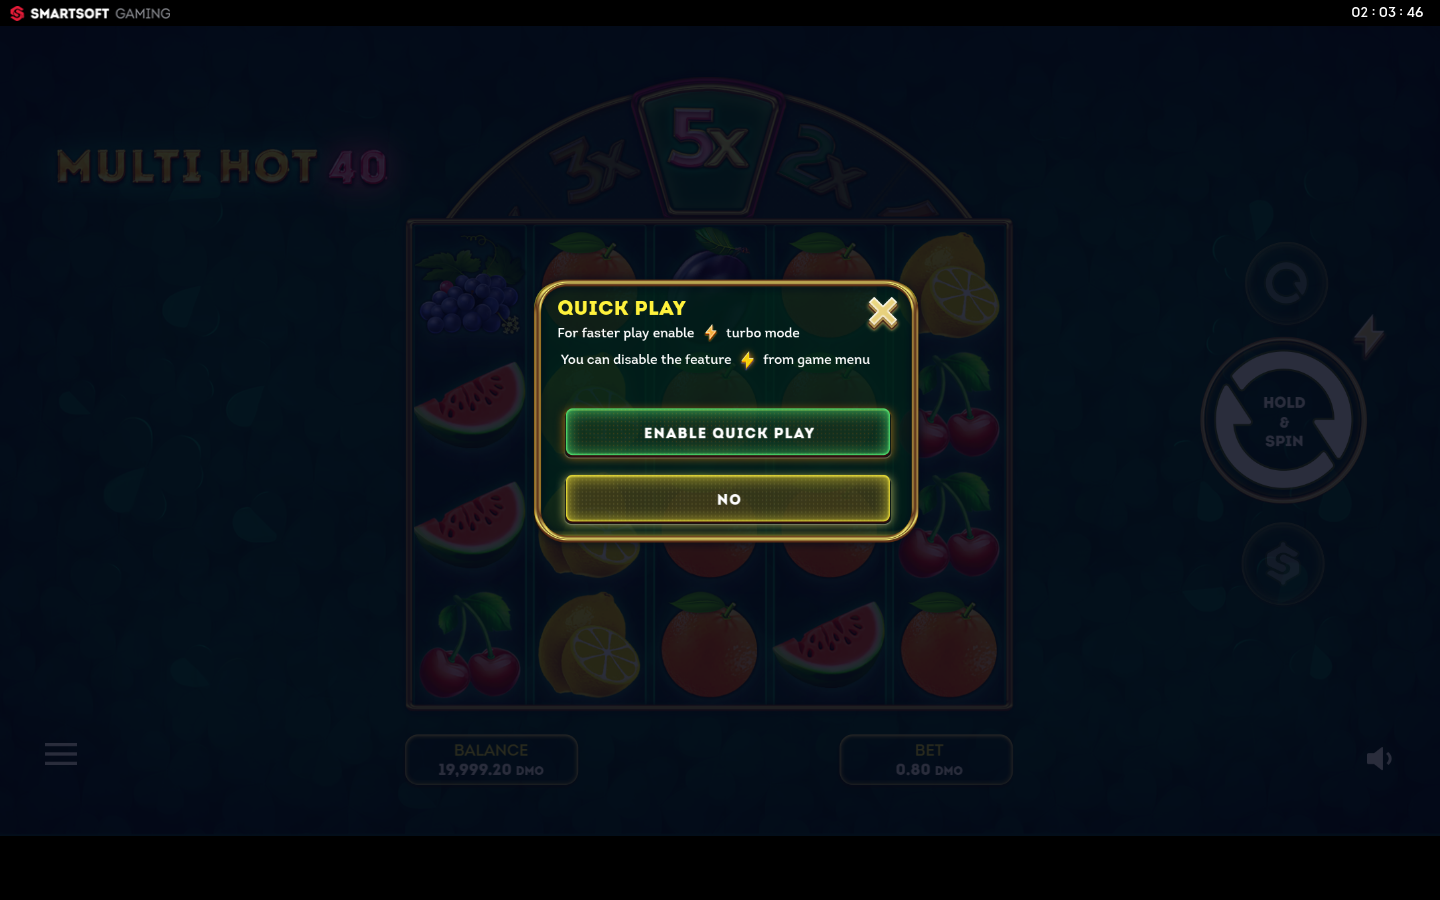 SMARTSOFT GAMING
02 : 03 : 46
3x
5x
2x
MULTI HOT 40
QUICK PLAY
For faster play enable turbo mode
You can disable the feature from game menu
ENABLE QUICK PLAY
NO
HOLD
&
SPIN
BALANCE
19,999.20 DMO
BET
0.80 DMO